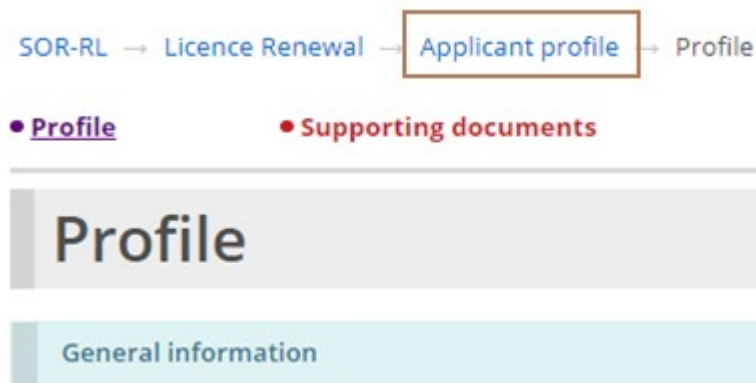 SOR-RL → Licence Renewal → Applicant profile → Profile
• Profile • Supporting documents
Profile
General information